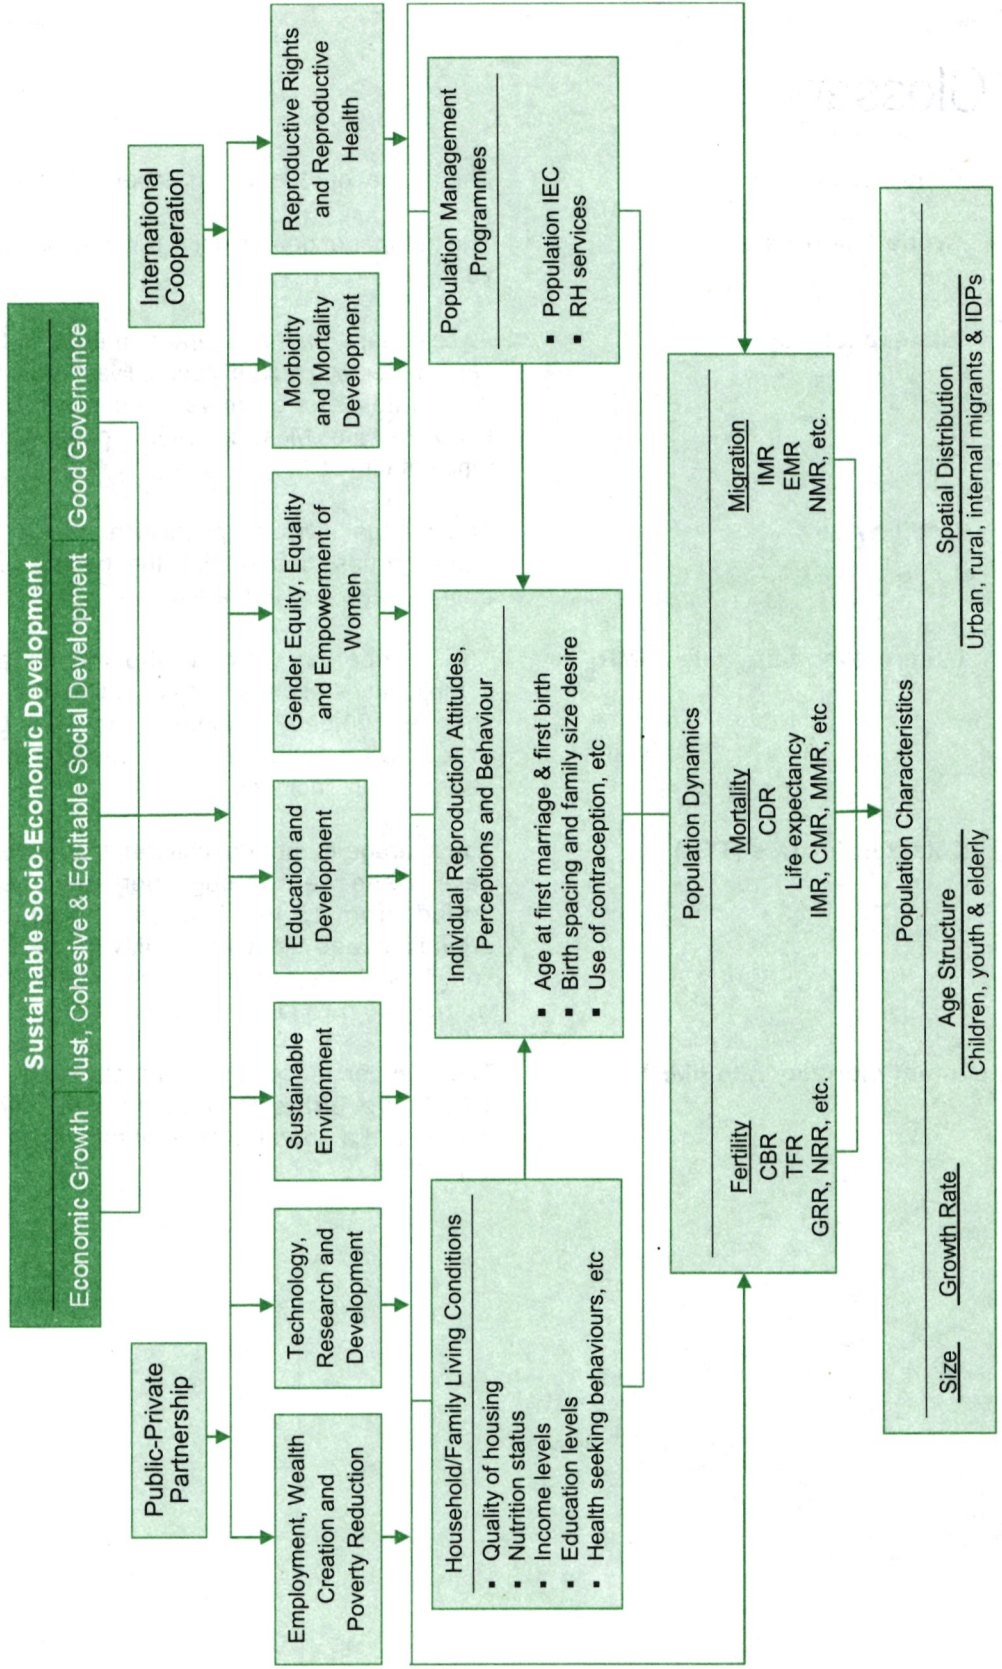 Sustainable Socio-Economic Development
Economic Growth
Just, Cohesive & Equitable Social Development
Good Governance
Public-Private
Partnership
International
Cooperation
Employment, Wealth
Creation and
Poverty Reduction
Technology,
Research and
Development
Sustainable
Environment
Education and
Development
Gender Equity, Equality
and Empowerment of
Women
Morbidity
and Mortality
Development
Reproductive Rights
and Reproductive
Health
Household/Family Living Conditions
▪ Quality of housing
▪ Nutrition status
▪ Income levels
▪ Education levels
▪ Health seeking behaviours, etc
Individual Reproduction Attitudes,
Perceptions and Behaviour
▪ Age at first marriage & first birth
▪ Birth spacing and family size desire
▪ Use of contraception, etc
Population Management
Programmes
▪ Population IEC
▪ RH services
Population Dynamics
Fertility
CBR
TFR
GRR, NRR, etc.
Mortality
CDR
Life expectancy
IMR, CMR, MMR, etc
Migration
IMR
EMR
NMR, etc.
Population Characteristics
Size
Growth Rate
Age Structure
Children, youth & elderly
Spatial Distribution
Urban, rural, internal migrants & IDPs